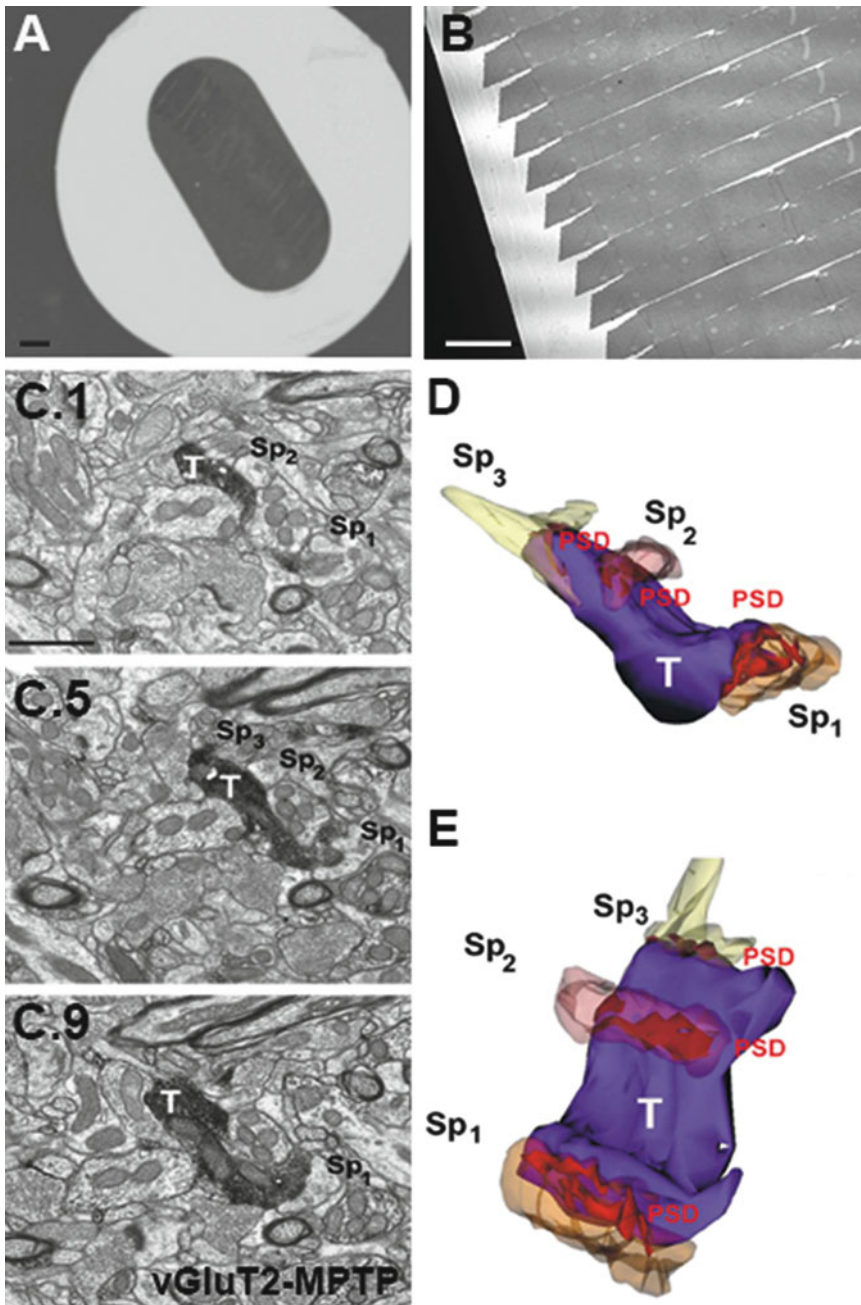 A
B
C.1
T
Sp2
Sp1
C.5
Sp3
Sp2
T
Sp1
C.9
T
Sp1
vGluT2-MPTP
D
Sp3
Sp2
PSD
PSD
PSD
T
Sp1
E
Sp3
Sp2
PSD
PSD
T
Sp1
PSD